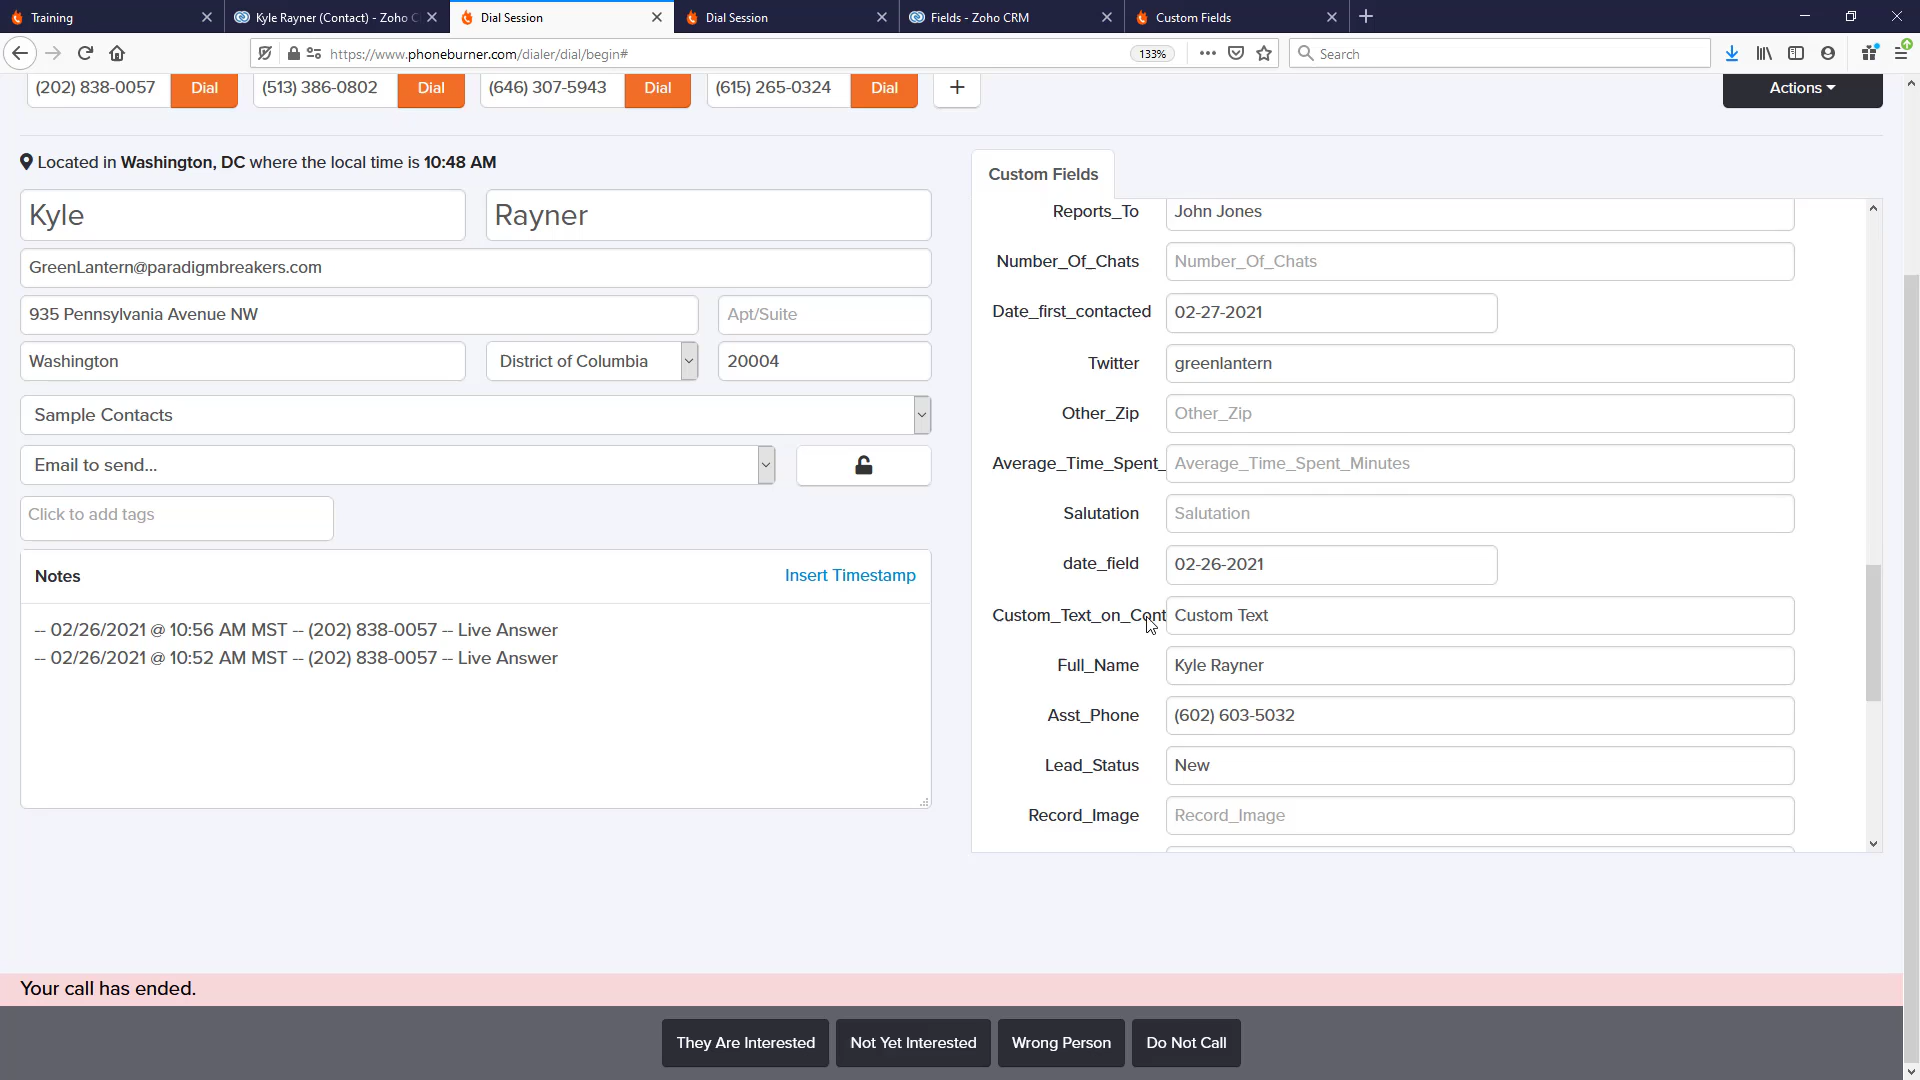 Training
Kyle Rayner (Contact) - Zoho C
Dial Session
Dial Session
Fields - Zoho CRM
Custom Fields
https://www.phoneburner.com/dialer/dial/begin#
133%
Search
(202) 838-0057
Dial
(513) 386-0802
Dial
(646) 307-5943
Dial
(615) 265-0324
Dial
+
Actions
Located in Washington, DC where the local time is 10:48 AM
Kyle
Rayner
GreenLantern@paradigmbreakers.com
935 Pennsylvania Avenue NW
Apt/Suite
Washington
District of Columbia
20004
Sample Contacts
Email to send...
Click to add tags
Notes
Insert Timestamp
-- 02/26/2021 @ 10:56 AM MST -- (202) 838-0057 -- Live Answer
-- 02/26/2021 @ 10:52 AM MST -- (202) 838-0057 -- Live Answer
Custom Fields
Reports_To
John Jones
Number_Of_Chats
Number_Of_Chats
Date_first_contacted
02-27-2021
Twitter
greenlantern
Other_Zip
Other_Zip
Average_Time_Spent_
Average_Time_Spent_Minutes
Salutation
Salutation
date_field
02-26-2021
Custom_Text_on_Cont
Custom Text
Full_Name
Kyle Rayner
Asst_Phone
(602) 603-5032
Lead_Status
New
Record_Image
Record_Image
Your call has ended.
They Are Interested
Not Yet Interested
Wrong Person
Do Not Call